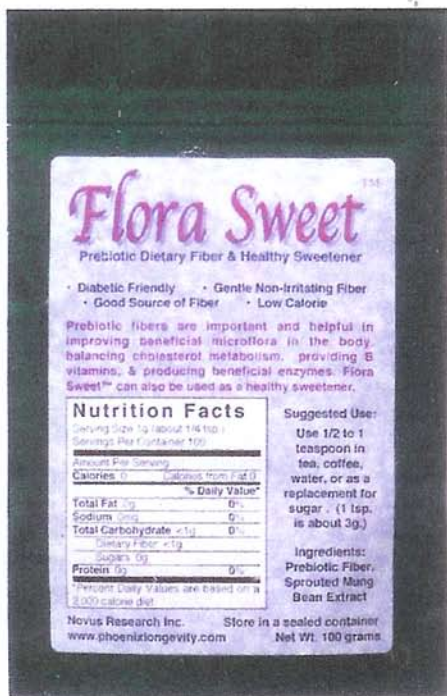 Flora Sweet ™
Prebiotic Dietary Fiber & Healthy Sweetener
· Diabetic Friendly · Gentle Non-Irritating Fiber
· Good Source of Fiber · Low Calorie
Prebiotic fibers are important and helpful in
improving beneficial microflora in the body,
balancing cholesterol metabolism, providing B
vitamins, & producing beneficial enzymes. Flora
Sweet™ can also be used as a healthy sweetener.
Nutrition Facts
Serving Size 1g (about 1/4 tsp.)
Servings Per Container 100
Amount Per Serving
Calories 0 Calories from Fat 0
% Daily Value*
Total Fat 0g 0%
Sodium 0mg 0%
Total Carbohydrate <1g 0%
Dietary Fiber <1g
Sugars 0g
Protein 0g 0%
*Percent Daily Values are based on a
2,000 calorie diet
Suggested Use:
Use 1/2 to 1
teaspoon in
tea, coffee,
water, or as a
replacement for
sugar . (1 tsp.
is about 3g.)
Ingredients:
Prebiotic Fiber,
Sprouted Mung
Bean Extract
Novus Research Inc. Store in a sealed container
www.phoenixlongevity.com Net Wt. 100 grams